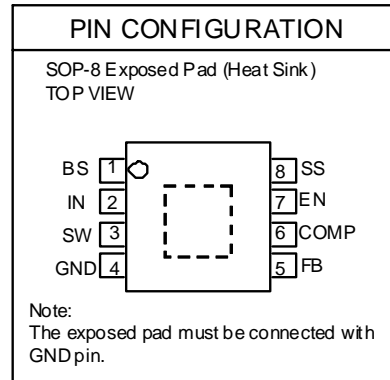 PIN CONFIGURATION
SOP-8 Exposed Pad (Heat Sink)
TOP VIEW
BS 1 8 SS
IN 2 7 EN
SW 3 6 COMP
GND 4 5 FB
Note:
The exposed pad must be connected with
GND pin.